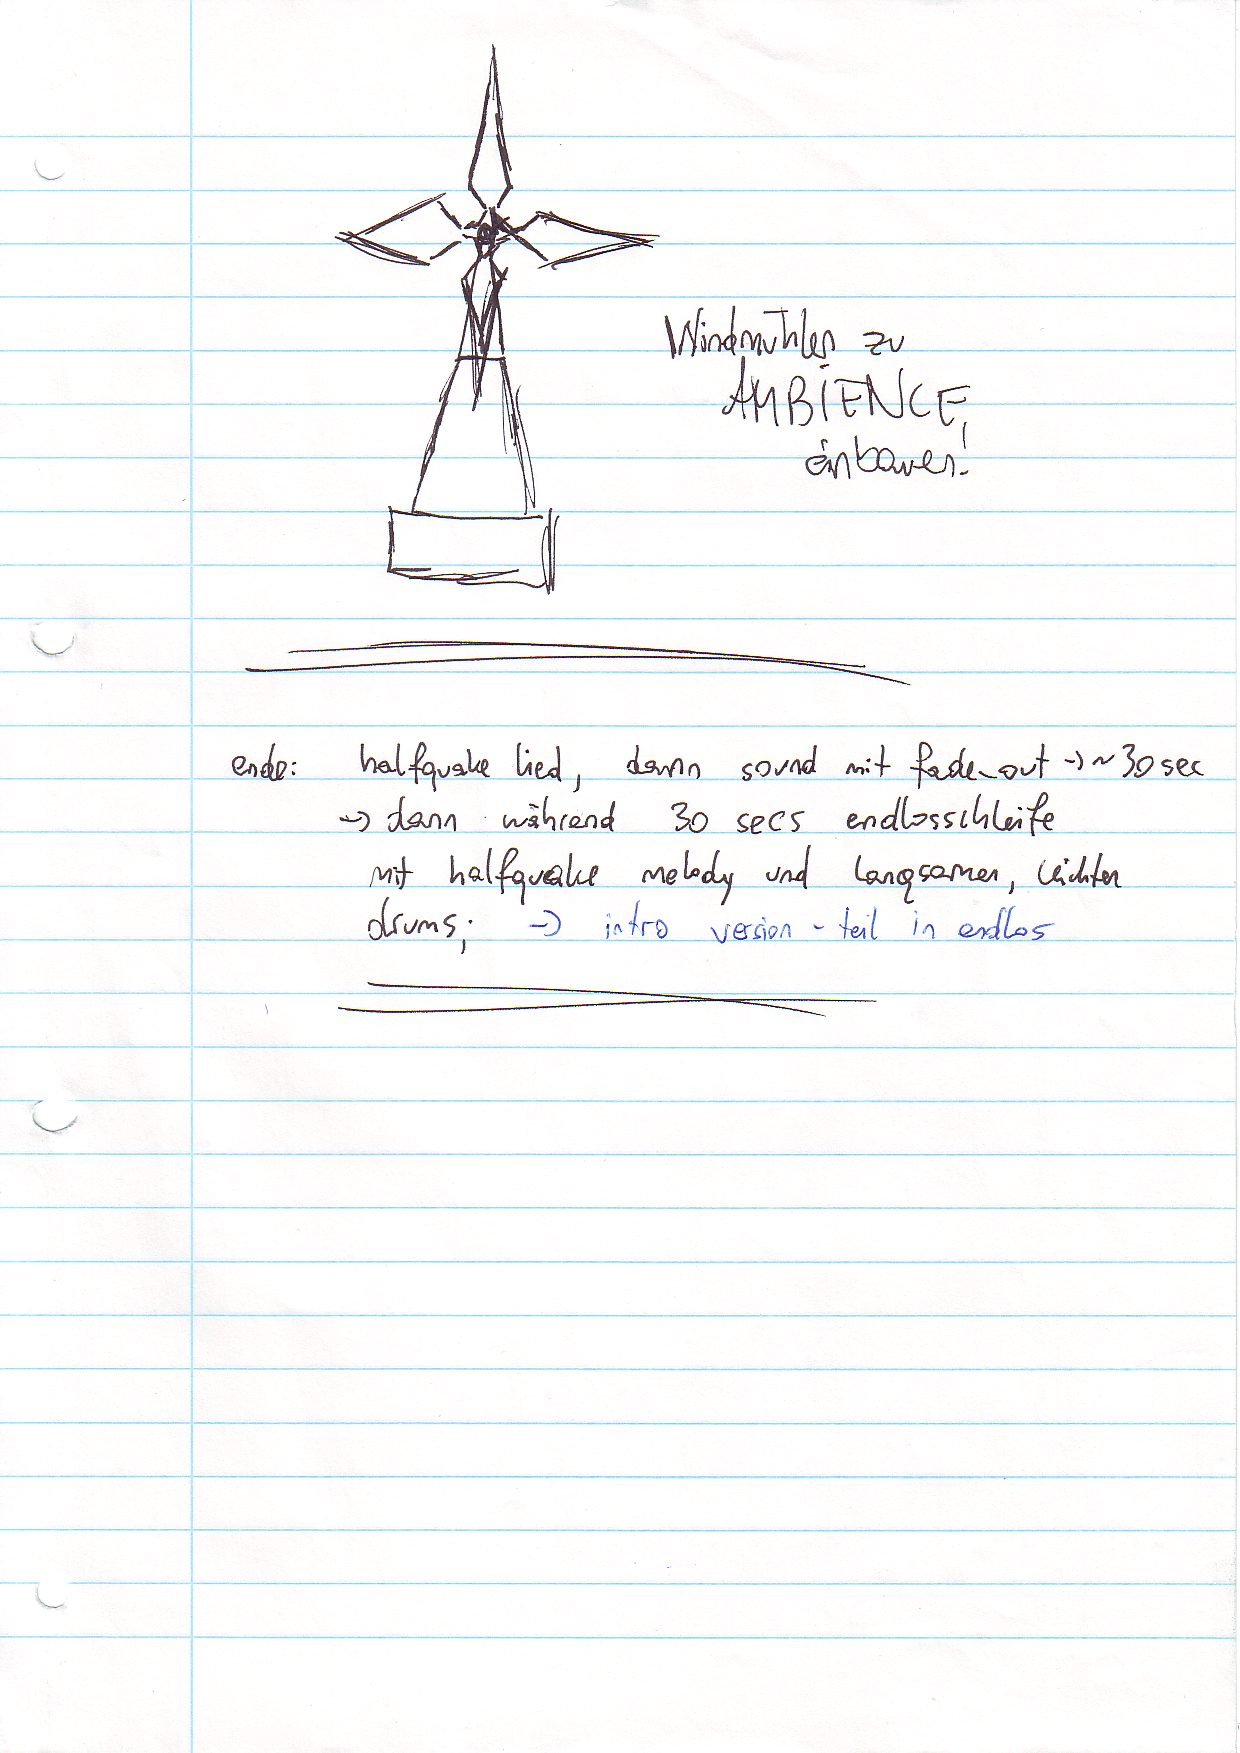 Windmühlen zu
AMBIENCE
einbauen!
ende: halfquake lied, dann sound mit fade-out -> ~30 sec
-> dann während 30 secs endlosschleife
mit halfquake melody und langsamen, leichten
drums; -> intro version - teil in endlos